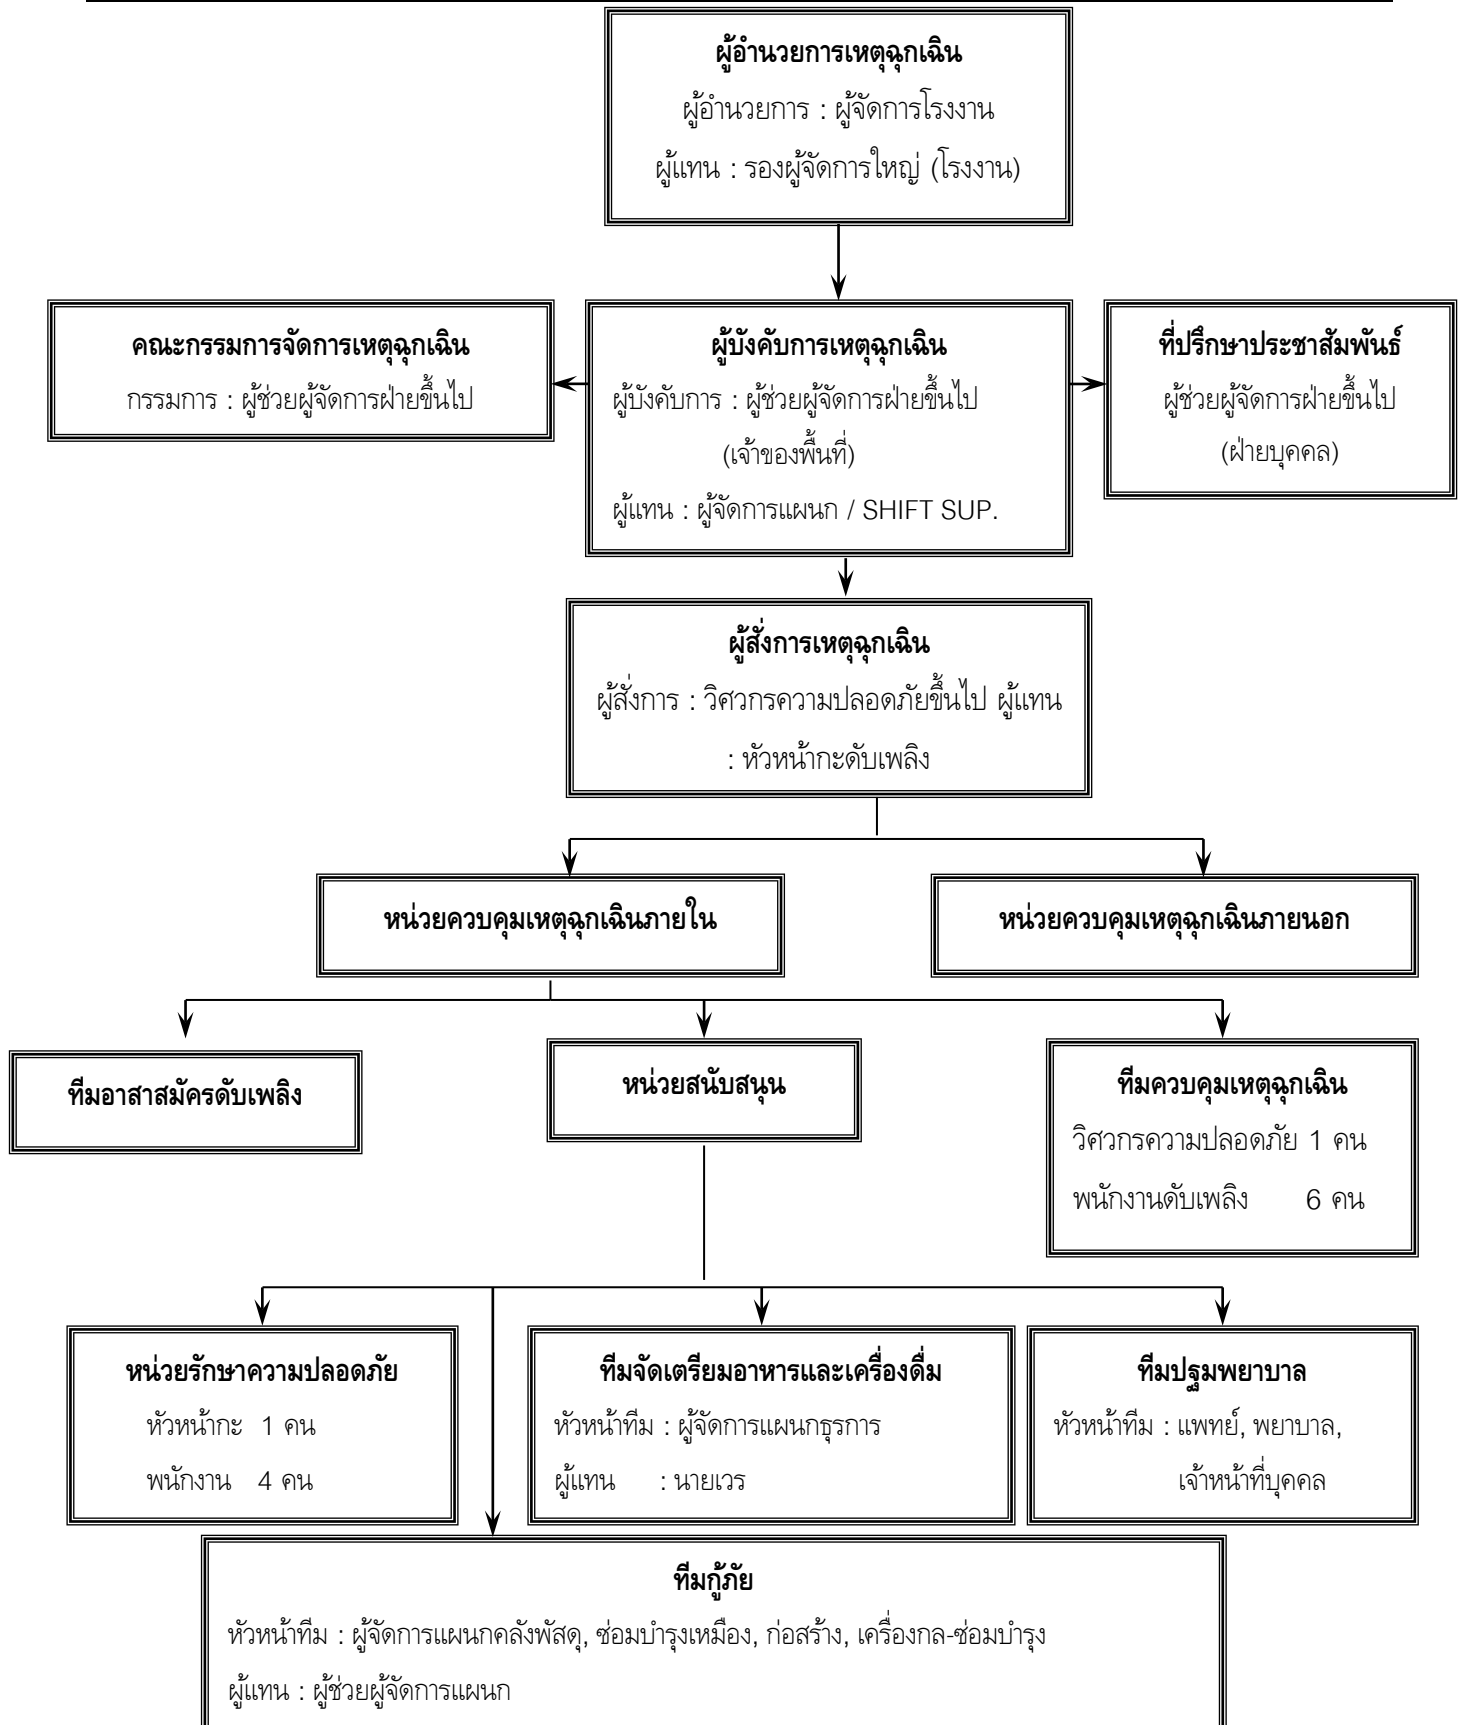 ผู้อำนวยการเหตุฉุกเฉิน
ผู้อำนวยการ : ผู้จัดการโรงงาน
ผู้แทน : รองผู้จัดการใหญ่ (โรงงาน)
คณะกรรมการจัดการเหตุฉุกเฉิน
กรรมการ : ผู้ช่วยผู้จัดการฝ่ายขึ้นไป
ผู้บังคับการเหตุฉุกเฉิน
ผู้บังคับการ : ผู้ช่วยผู้จัดการฝ่ายขึ้นไป
(เจ้าของพื้นที่)
ผู้แทน : ผู้จัดการแผนก / SHIFT SUP.
ที่ปรึกษาประชาสัมพันธ์
ผู้ช่วยผู้จัดการฝ่ายขึ้นไป
(ฝ่ายบุคคล)
ผู้สั่งการเหตุฉุกเฉิน
ผู้สั่งการ : วิศวกรความปลอดภัยขึ้นไป ผู้แทน
: หัวหน้ากะดับเพลิง
หน่วยควบคุมเหตุฉุกเฉินภายใน
หน่วยควบคุมเหตุฉุกเฉินภายนอก
ทีมอาสาสมัครดับเพลิง
หน่วยสนับสนุน
ทีมควบคุมเหตุฉุกเฉิน
วิศวกรความปลอดภัย 1 คน
พนักงานดับเพลิง 6 คน
หน่วยรักษาความปลอดภัย
หัวหน้ากะ 1 คน
พนักงาน 4 คน
ทีมจัดเตรียมอาหารและเครื่องดื่ม
หัวหน้าทีม : ผู้จัดการแผนกธุรการ
ผู้แทน : นายเวร
ทีมปฐมพยาบาล
หัวหน้าทีม : แพทย์, พยาบาล,
เจ้าหน้าที่บุคคล
ทีมกู้ภัย
หัวหน้าทีม : ผู้จัดการแผนกคลังพัสดุ, ซ่อมบำรุงเหมือง, ก่อสร้าง, เครื่องกล-ซ่อมบำรุง
ผู้แทน : ผู้ช่วยผู้จัดการแผนก